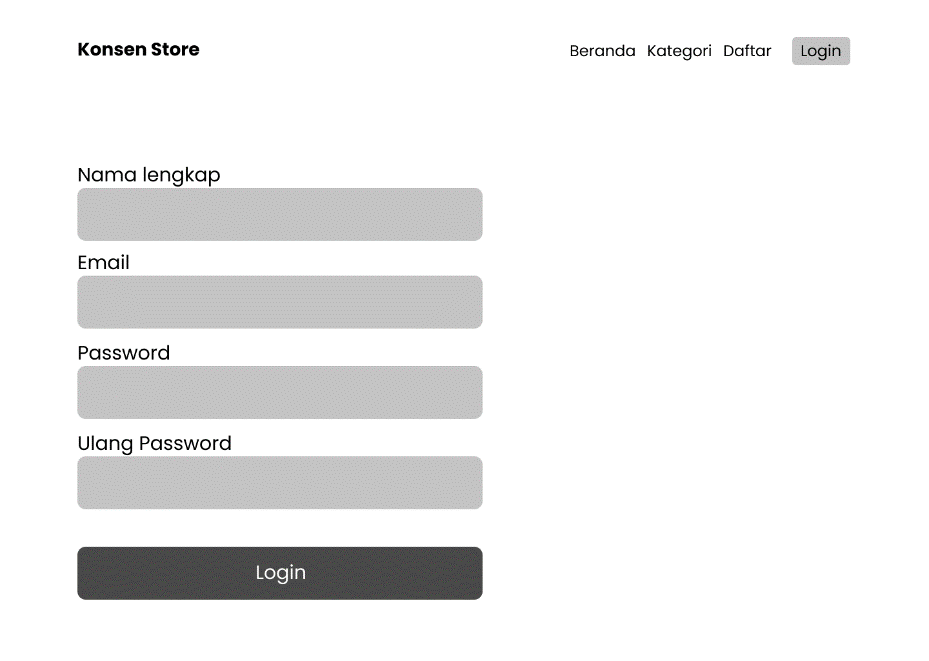 Konsen Store
Beranda Kategori Daftar Login
Nama lengkap
Email
Password
Ulang Password
Login